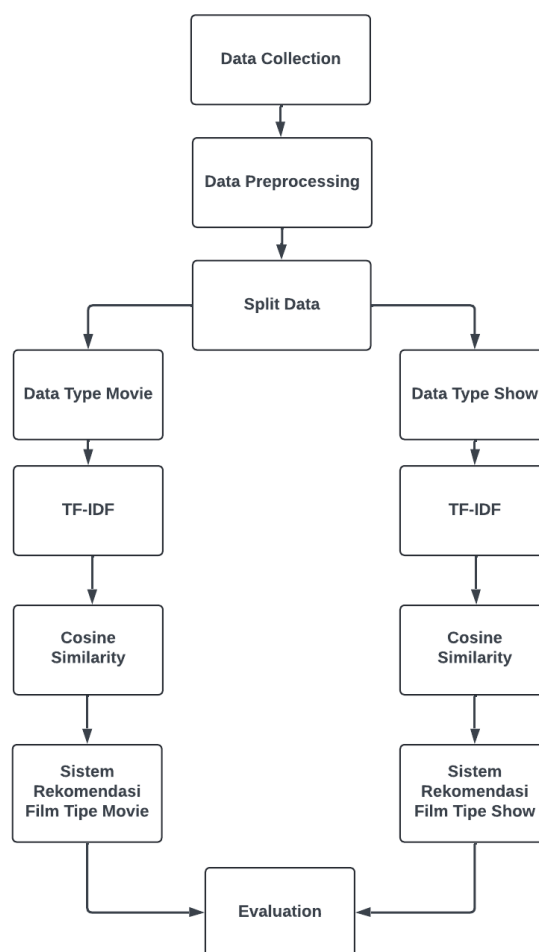 Data Collection
Data Preprocessing
Split Data
Data Type Movie
Data Type Show
TF-IDF
TF-IDF
Cosine
Similarity
Cosine
Similarity
Sistem
Rekomendasi
Film Tipe Movie
Sistem
Rekomendasi
Film Tipe Show
Evaluation